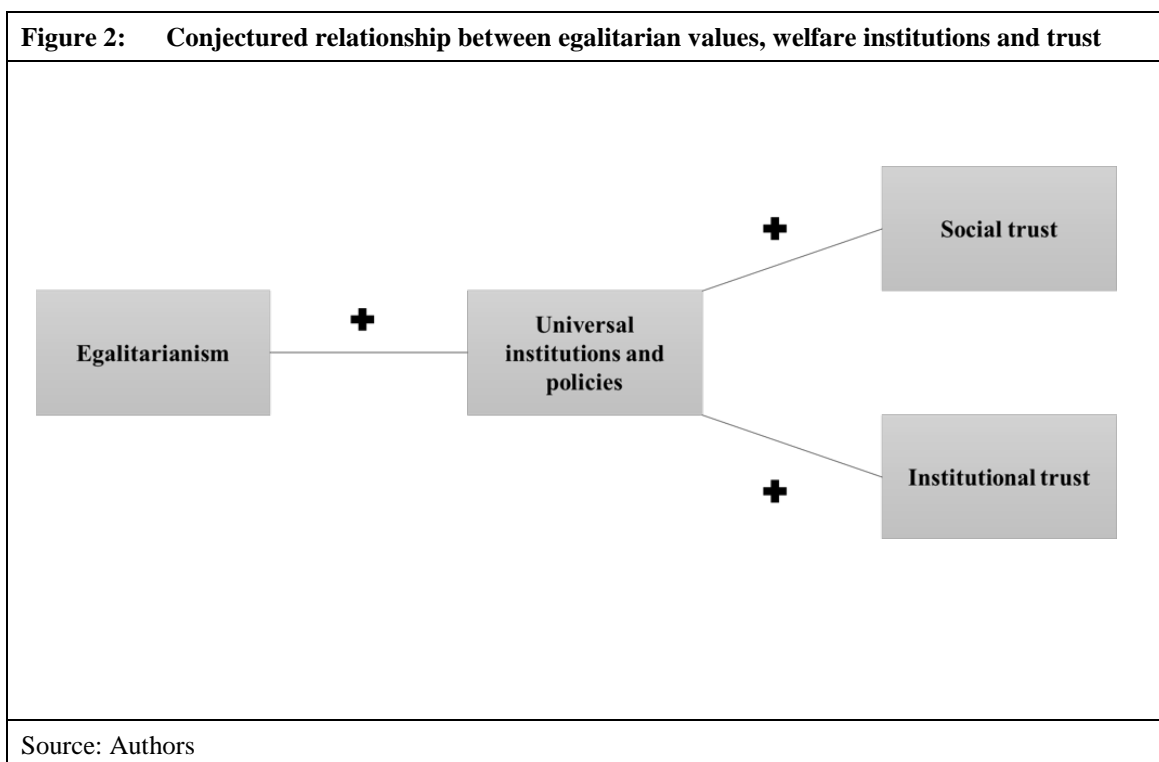 Figure 2: Conjectured relationship between egalitarian values, welfare institutions and trust
Egalitarianism
Universal
institutions and
policies
Social trust
Institutional trust
Source: Authors